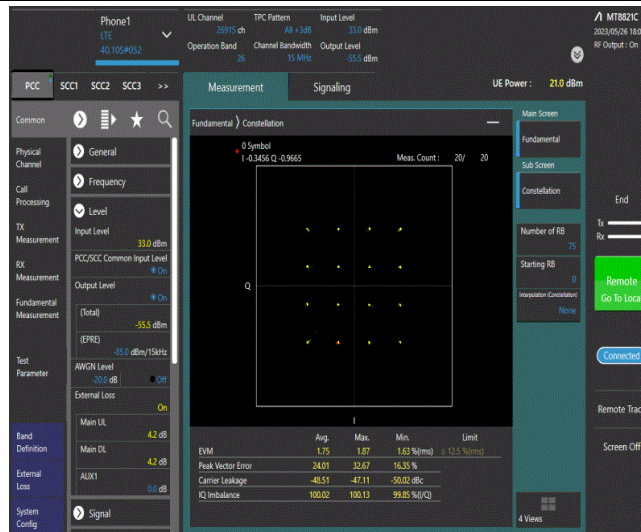 Phone1
LTE
40.105#052
UL Channel
26915 ch
TPC Pattern
All +3dB
Input Level
33.0 dBm
Operation Band
26
Channel Bandwidth
15 MHz
Output Level
-55.5 dBm
MT8821C
2023/05/26 18:0
RF Output : On
PCC SCC1 SCC2 SCC3 >>
Measurement
Signaling
UE Power : 21.0 dBm
Common
Physical
Channel
Call
Processing
TX
Measurement
RX
Measurement
Fundamental
Measurement
Test
Parameter
Band
Definition
External
Loss
System
Config
General
Frequency
Level
Input Level
33.0 dBm
PCC/SCC Common Input Level
On
Output Level
On
(Total)
-55.5 dBm
(EPRE)
-85.0 dBm/15kHz
AWGN Level
-20.0 dB Off
External Loss
On
Main UL
4.2 dB
Main DL
4.2 dB
AUX1
0.0 dB
Signal
Fundamental > Constellation
0 Symbol
I -0.3456 Q -0.9665
Meas. Count : 20/ 20
Q
I
Avg. Max. Min. Limit
EVM 1.75 1.87 1.63 %(rms) ≤ 12.5 %(rms)
Peak Vector Error 24.01 32.67 16.35 %
Carrier Leakage -48.51 -47.11 -50.02 dBc
IQ Imbalance 100.02 100.13 99.85 %(I/Q)
Main Screen
Fundamental
Sub Screen
Constellation
Number of RB
75
Starting RB
0
Interpolation (Constellation)
None
4 Views
End
Tx
Rx
Remote
Go To Loca
Connected
Remote Trac
Screen Off